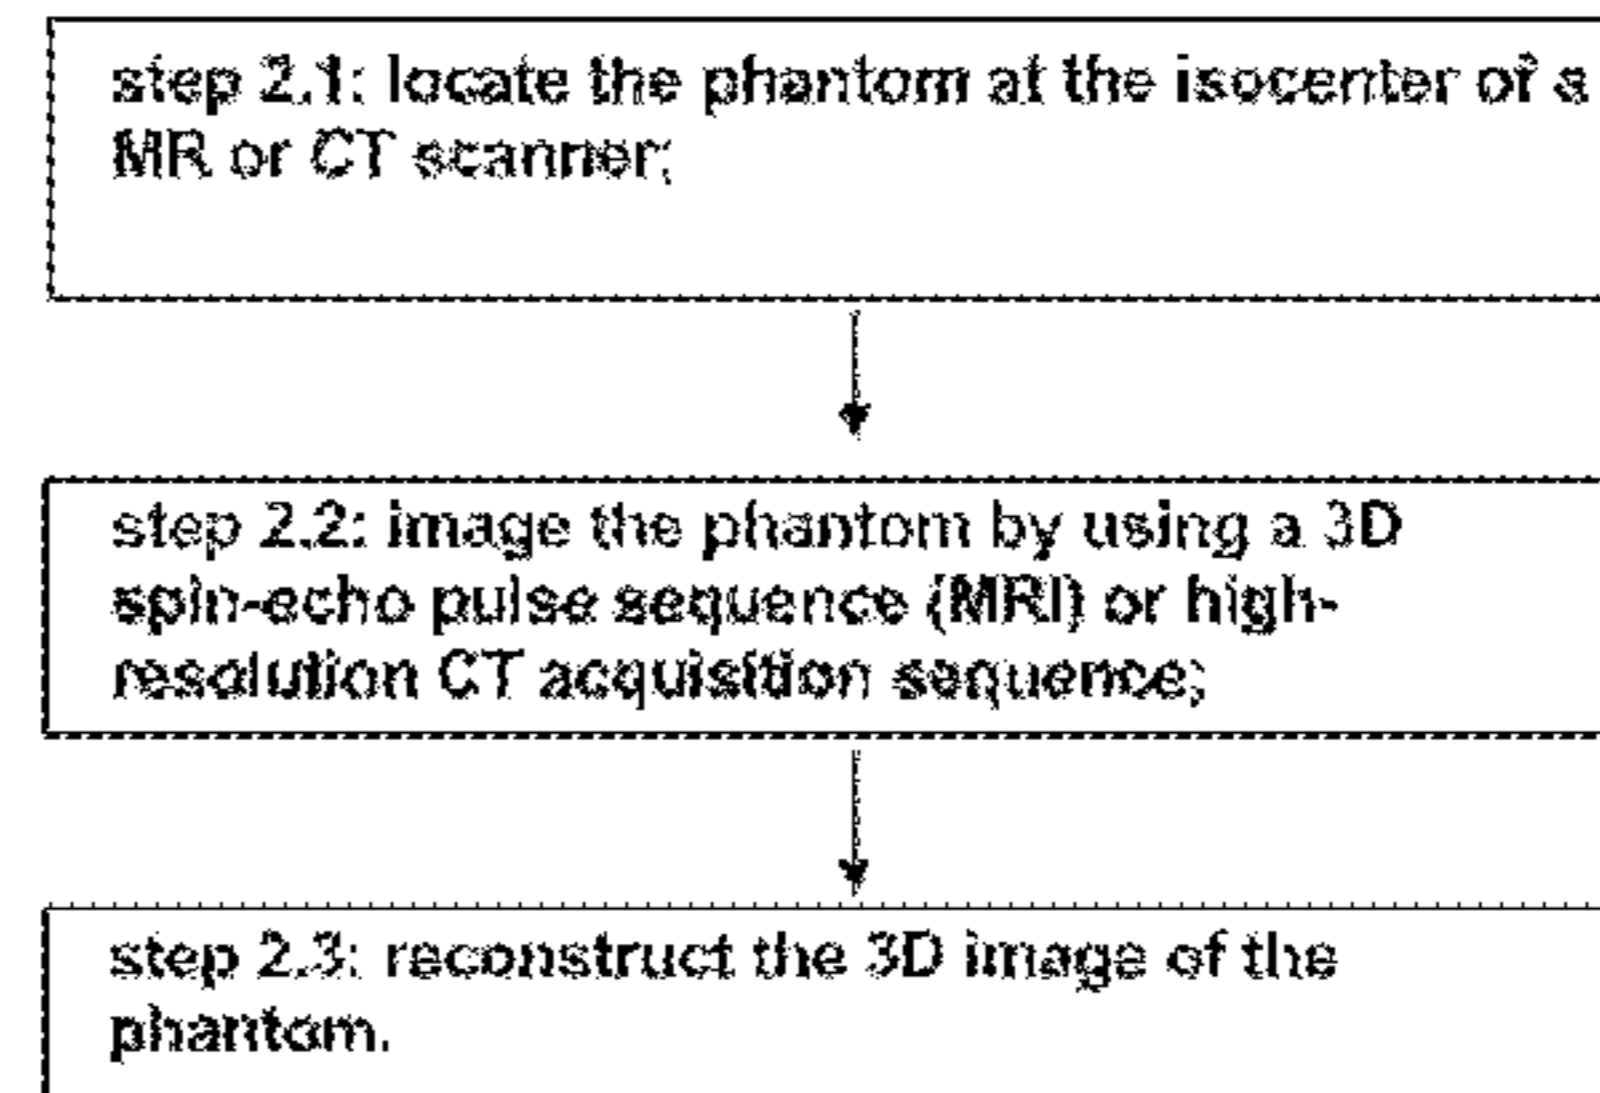 step 2.1: locate the phantom at the isocenter of a
MR or CT scanner;
step 2.2: image the phantom by using a 3D
spin-echo pulse sequence (MRI) or high-
resolution CT acquisition sequence;
step 2.3: reconstruct the 3D image of the
phantom.